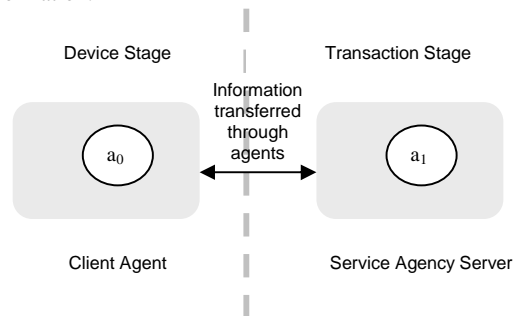 Device Stage
Transaction Stage
Information
transferred
through
agents
a0
a1
Client Agent
Service Agency Server